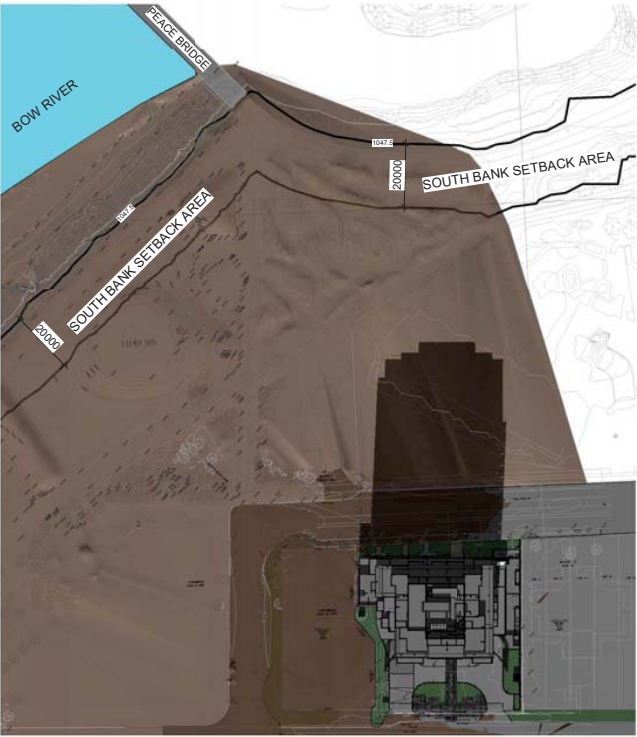 PEACE BRIDGE
BOW RIVER
1047.5
20000
SOUTH BANK SETBACK AREA
1047.5
SOUTH BANK SETBACK AREA
20000